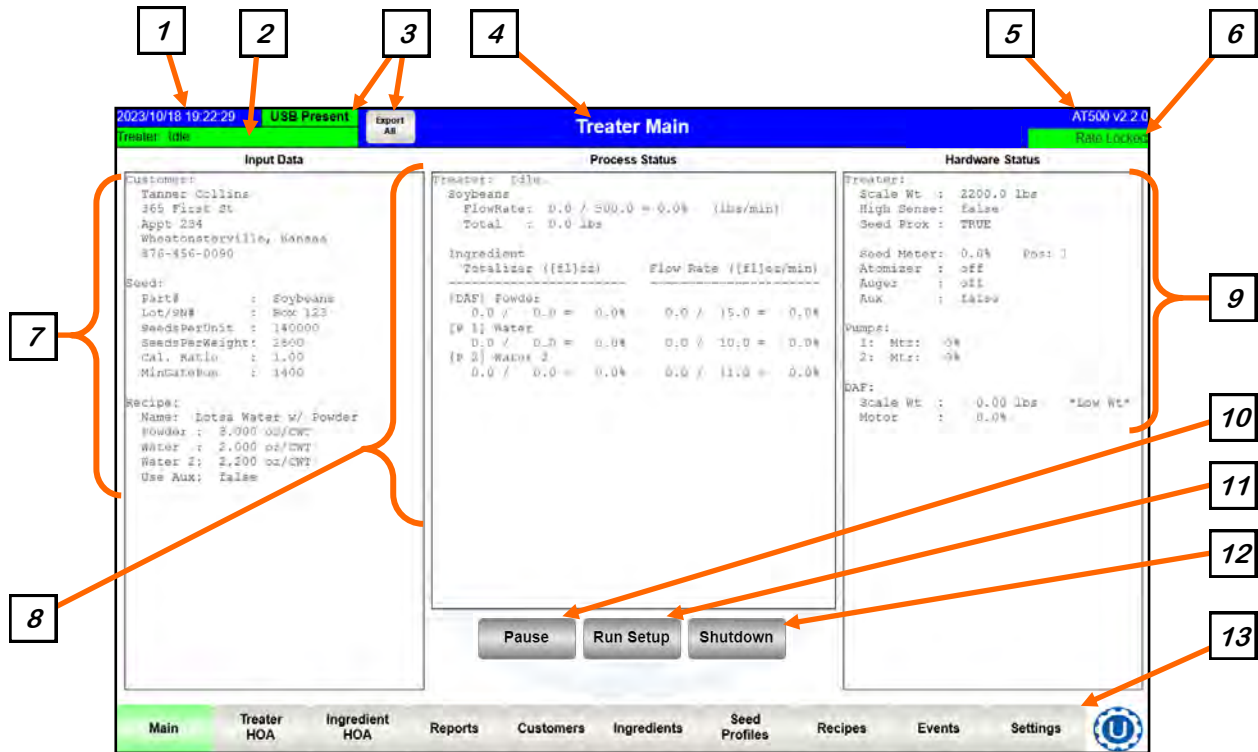 1 2 3 4 5 6
2023/10/18 19:22:29 USB Present Export All Treater Main AT500 v2.2.0
Treater: Idle Rate Locked
Input Data Process Status Hardware Status
7
Customer:
Tanner Collins
365 First St
Appt 234
Wheatonsterville, Kansas
876-456-0090
Seed:
Part# : Soybeans
Lot/SN# : Box 123
SeedsPerUnit : 140000
SeedsPerWeight: 2800
Cal. Ratio : 1.00
MinGateRun : 1400
Recipe:
Name: Lotsa Water w/ Powder
Powder : 3.000 oz/CWT
Water : 2.000 oz/CWT
Water 2: 2.200 oz/CWT
Use Aux: false
8
Treater: Idle
Soybeans
FlowRate: 0.0 / 500.0 = 0.0% (lbs/min)
Total : 0.0 lbs
Ingredient
Totalizer ([fl]oz) Flow Rate ([fl]oz/min)
[DAF] Powder
0.0 / 0.0 = 0.0% 0.0 / 15.0 = 0.0%
[P 1] Water
0.0 / 0.0 = 0.0% 0.0 / 10.0 = 0.0%
[P 2] Water 2
0.0 / 0.0 = 0.0% 0.0 / 11.0 = 0.0%
Treater:
Scale Wt : 2200.0 lbs
High Sense: false
Seed Prox : TRUE
Seed Meter: 0.0% Pos:
Atomizer : off
Auger : off
Aux : false
Pumps:
1: Mtr: 0%
2: Mtr: 0%
DAF:
Scale Wt : 0.00 lbs *Low Wt*
Motor : 0.0%
9
10
11
12
13
Pause Run Setup Shutdown
Main Treater HOA Ingredient HOA Reports Customers Ingredients Seed Profiles Recipes Events Settings U